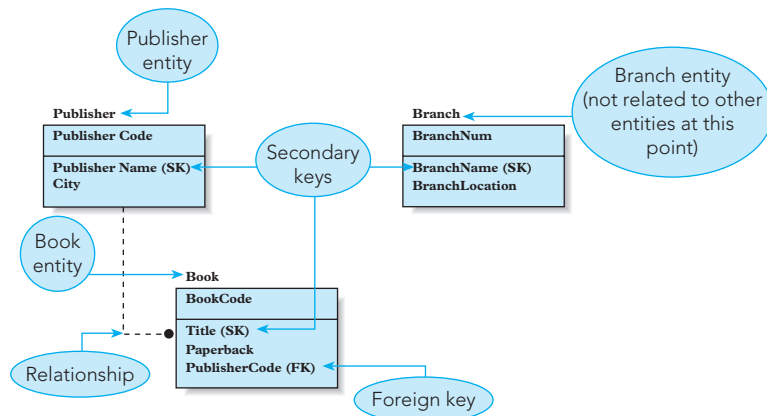 Publisher
entity
Publisher
Publisher Code
Publisher Name (SK)
City
Secondary
keys
Branch
BranchNum
BranchName (SK)
BranchLocation
Branch entity
(not related to other
entities at this
point)
Book
entity
Book
BookCode
Title (SK)
Paperback
PublisherCode (FK)
Relationship
Foreign key